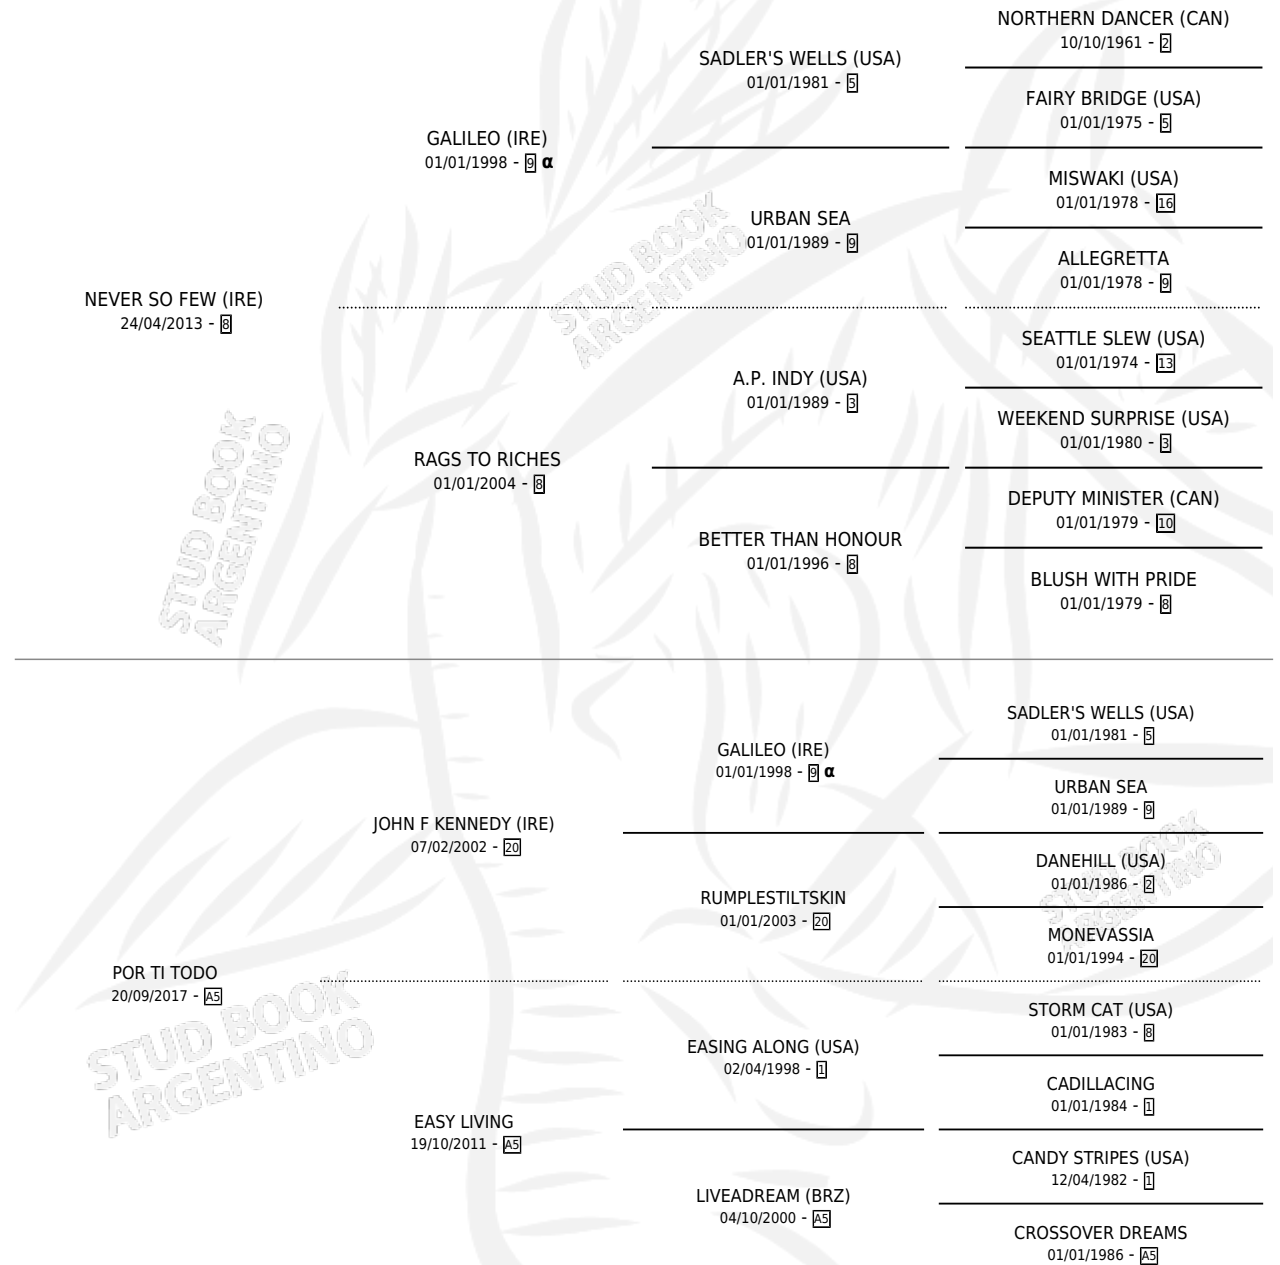 NORTHERN DANCER (CAN)
10/10/1961 - 2
SADLER'S WELLS (USA)
01/01/1981 - 5
FAIRY BRIDGE (USA)
01/01/1975 - 5
GALILEO (IRE)
01/01/1998 - 9 α
MISWAKI (USA)
01/01/1978 - 16
URBAN SEA
01/01/1989 - 9
ALLEGRETTA
01/01/1978 - 9
NEVER SO FEW (IRE)
24/04/2013 - 8
SEATTLE SLEW (USA)
01/01/1974 - 13
A.P. INDY (USA)
01/01/1989 - 3
WEEKEND SURPRISE (USA)
01/01/1980 - 3
RAGS TO RICHES
01/01/2004 - 8
DEPUTY MINISTER (CAN)
01/01/1979 - 10
BETTER THAN HONOUR
01/01/1996 - 8
BLUSH WITH PRIDE
01/01/1979 - 8
STUD BOOK
ARGENTINO
STUD BOOK
ARGENTINO
SADLER'S WELLS (USA)
01/01/1981 - 5
GALILEO (IRE)
01/01/1998 - 9 α
URBAN SEA
01/01/1989 - 9
JOHN F KENNEDY (IRE)
07/02/2002 - 20
DANEHILL (USA)
01/01/1986 - 2
RUMPLESTILTSKIN
01/01/2003 - 20
MONEVASSIA
01/01/1994 - 20
POR TI TODO
20/09/2017 - A5
STORM CAT (USA)
01/01/1983 - 8
EASING ALONG (USA)
02/04/1998 - 1
CADILLACING
01/01/1984 - 1
EASY LIVING
19/10/2011 - A5
CANDY STRIPES (USA)
12/04/1982 - 1
LIVEADREAM (BRZ)
04/10/2000 - A5
CROSSOVER DREAMS
01/01/1986 - A5
STUD BOOK
ARGENTINO
STUD BOOK
ARGENTINO